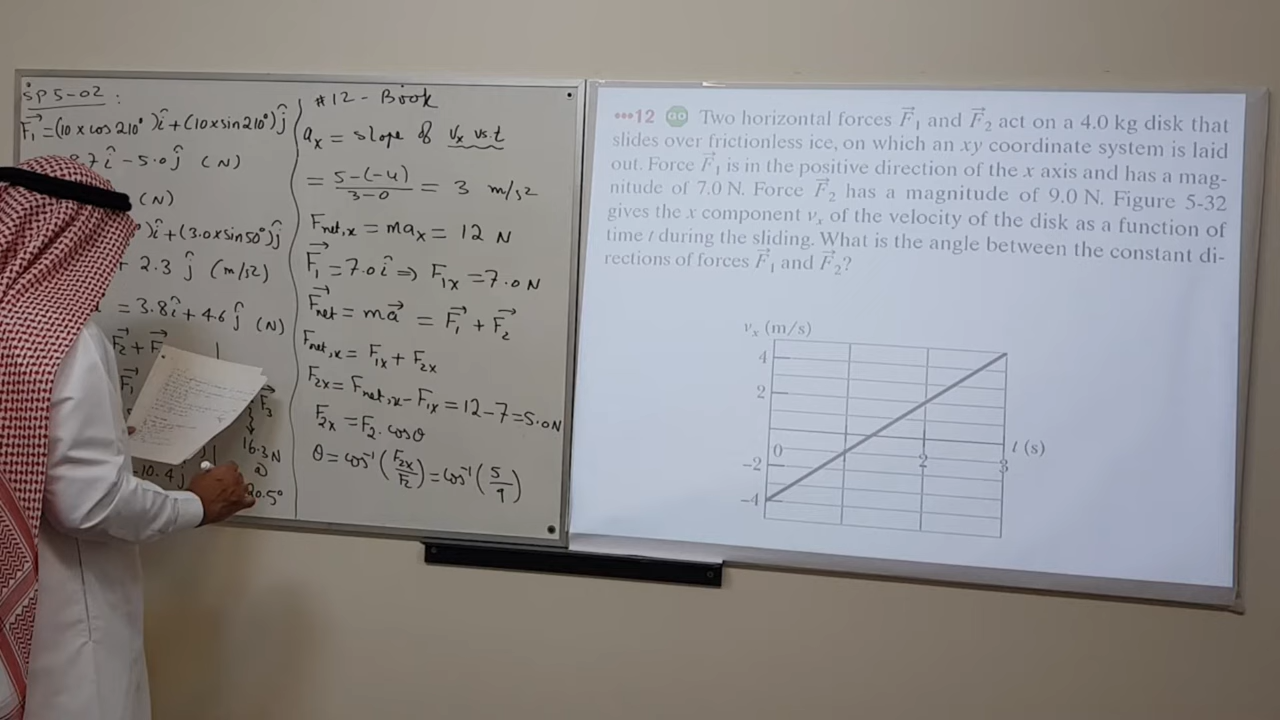 SP5-02 :
F₁ = (10 x cos 210° ) î + (10 x sin 210°) ĵ
8.7 î - 5.0 ĵ (N)
(N)
°) î + (3.0 x sin 50°) ĵ
+ 2.3 ĵ (m/s2)
= 3.8 î + 4.6 ĵ (N)
F₂ +
F₁
F₃
16.3 N
a)
-10.4 ĵ
20.5°
#12 - Book
aₓ = slope of vₓ vs. t
= 5-(-4) / 3-0 = 3 m/s2
Fnet,x = maₓ = 12 N
F₁ = 7.0 î ⇒ F1x = 7.0 N
Fnet = ma = F₁ + F₂
Fnet,x = F1x + F2x
F2x = Fnet,x - F1x = 12 - 7 = 5.0 N
F2x = F2. cosθ
θ = cos⁻¹ (F2x / F2) = cos⁻¹ (5 / 9)
•••12 GO Two horizontal forces F₁ and F₂ act on a 4.0 kg disk that
slides over frictionless ice, on which an xy coordinate system is laid
out. Force F₁ is in the positive direction of the x axis and has a mag-
nitude of 7.0 N. Force F₂ has a magnitude of 9.0 N. Figure 5-32
gives the x component vₓ of the velocity of the disk as a function of
time t during the sliding. What is the angle between the constant di-
rections of forces F₁ and F₂?
vₓ (m/s)
4
2
0
2
3
t (s)
-2
-4